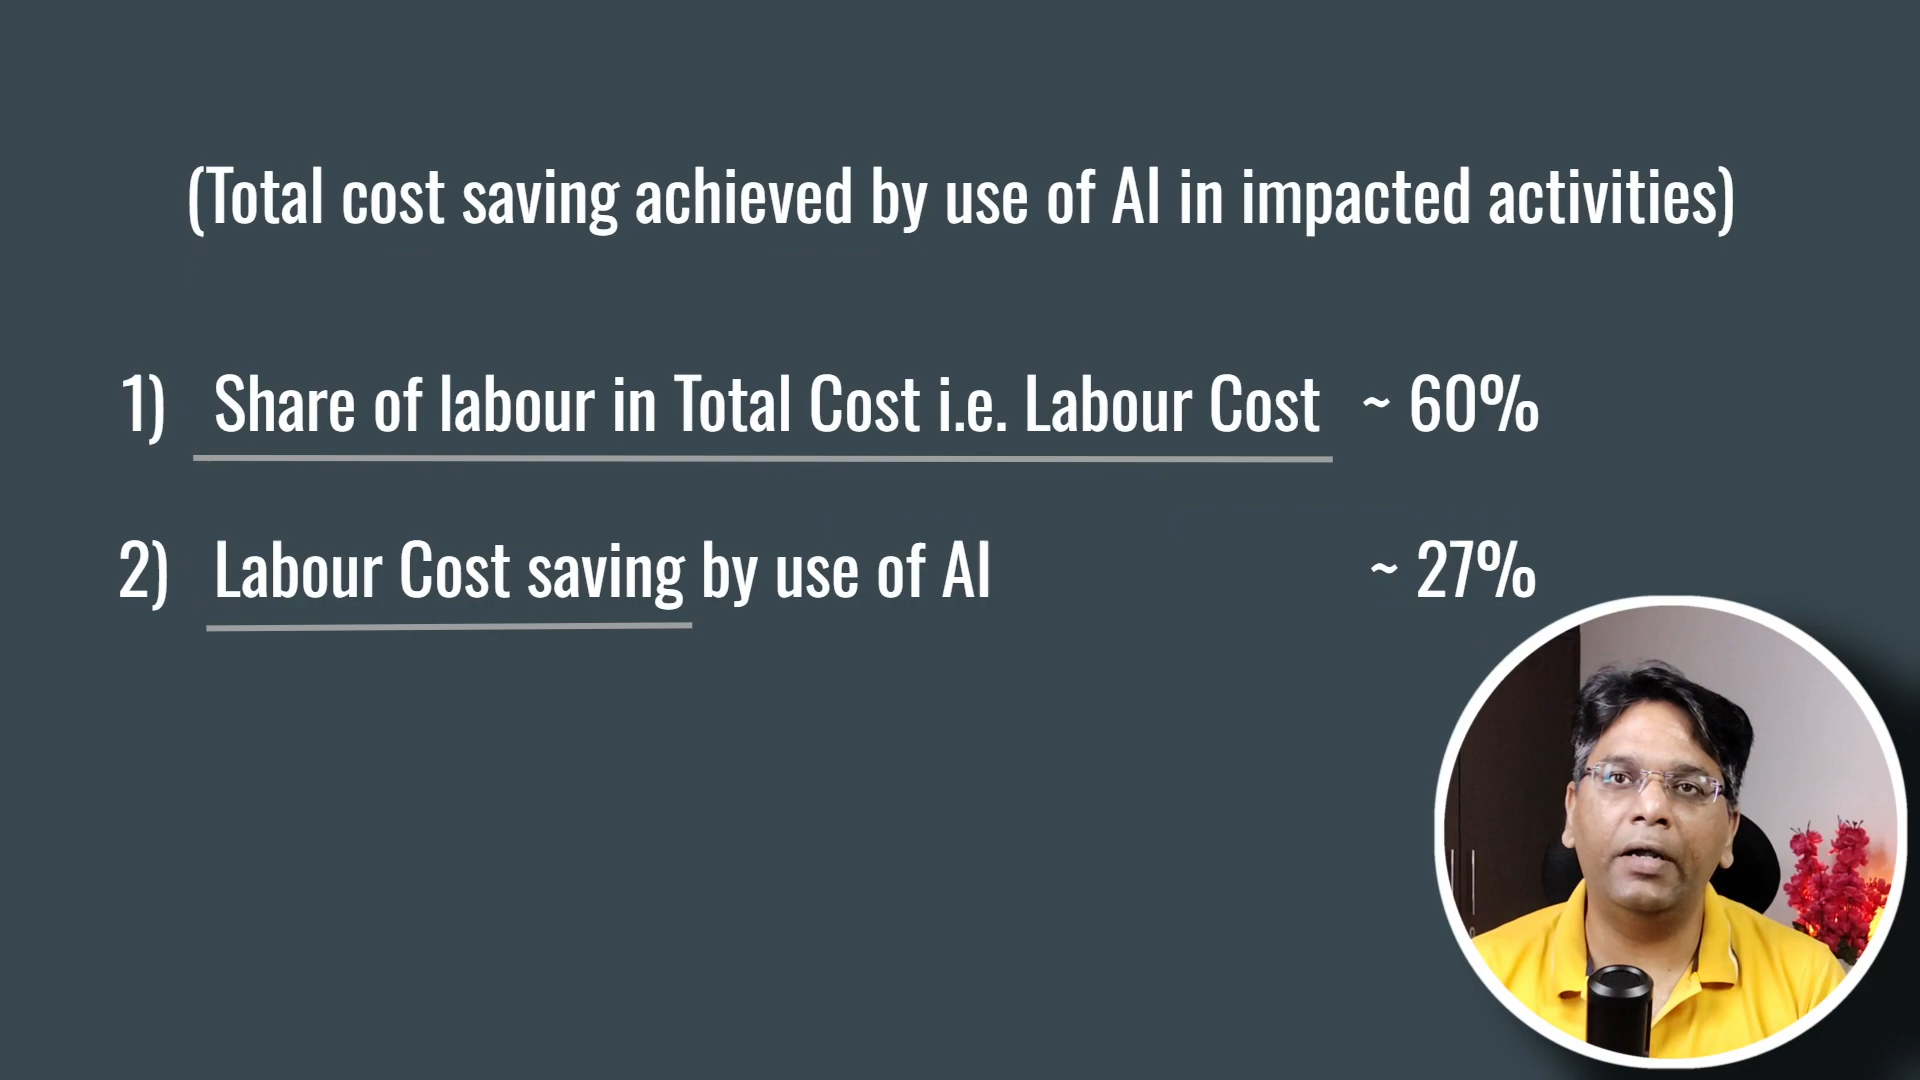 (Total cost saving achieved by use of AI in impacted activities)
1) Share of labour in Total Cost i.e. Labour Cost ~ 60%
2) Labour Cost saving by use of AI ~ 27%